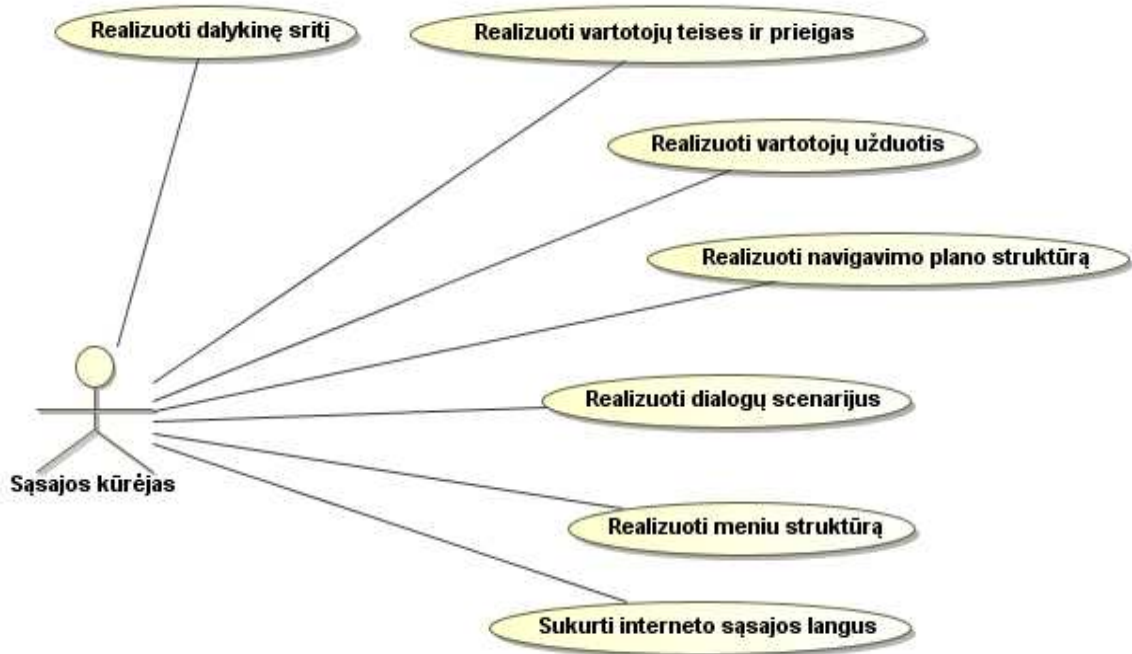 Realizuoti dalykinę sritį
Realizuoti vartotojų teises ir prieigas
Realizuoti vartotojų užduotis
Realizuoti navigavimo plano struktūrą
Realizuoti dialogų scenarijus
Sąsajos kūrėjas
Realizuoti meniu struktūrą
Sukurti interneto sąsajos langus